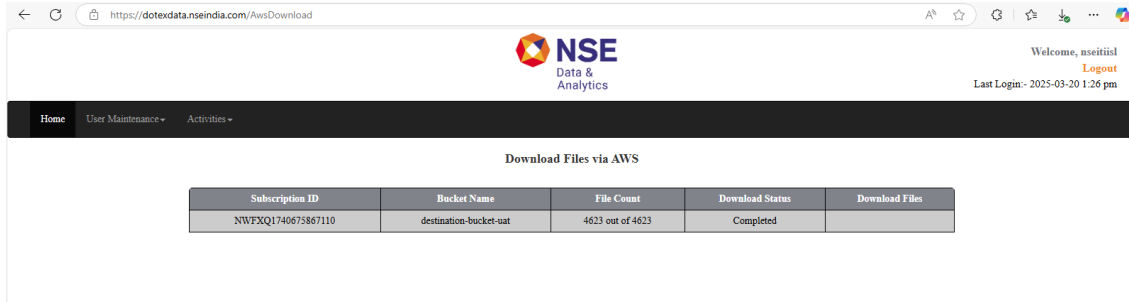 https://dotexdata.nseindia.com/AwsDownload
NSE
Data &
Analytics
Welcome, nseitiisl
Logout
Last Login:- 2025-03-20 1:26 pm
Home User Maintenance Activities
Download Files via AWS
Subscription ID Bucket Name File Count Download Status Download Files
NWFXQ1740675867110 destination-bucket-uat 4623 out of 4623 Completed